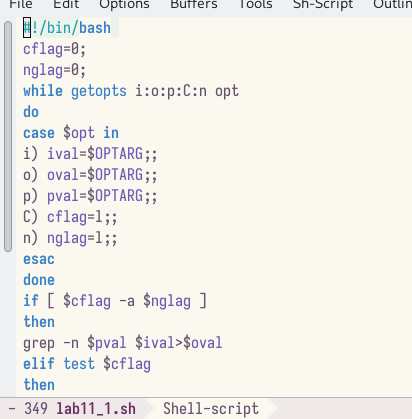 File Edit Options Buffers Tools Sh-Script Outlin
#!/bin/bash
cflag=0;
nglag=0;
while getopts i:o:p:C:n opt
do
case $opt in
i) ival=$OPTARG;;
o) oval=$OPTARG;;
p) pval=$OPTARG;;
C) cflag=1;;
n) nglag=1;;
esac
done
if [ $cflag -a $nglag ]
then
grep -n $pval $ival>$oval
elif test $cflag
then
- 349 lab11_1.sh Shell-script